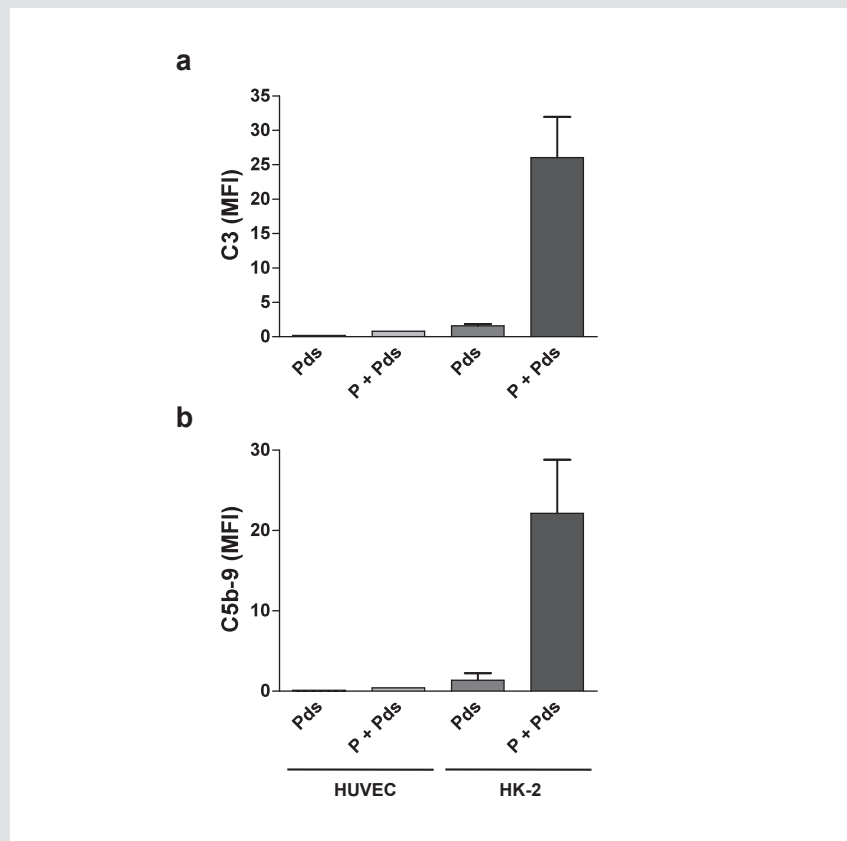 a
C3 (MFI)
35
30
25
20
15
10
5
0
Pds
P + Pds
Pds
P + Pds
b
C5b-9 (MFI)
30
20
10
0
Pds
P + Pds
Pds
P + Pds
HUVEC
HK-2